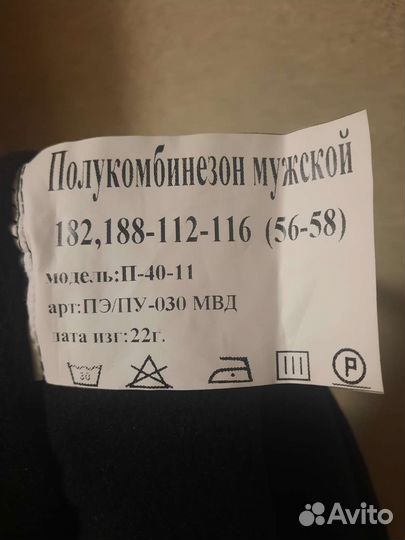 Полукомбинезон мужской
182,188-112-116 (56-58)
модель:П-40-11
арт:ПЭ/ПУ-030 МВД
дата изг:22г.
30
P
Avito